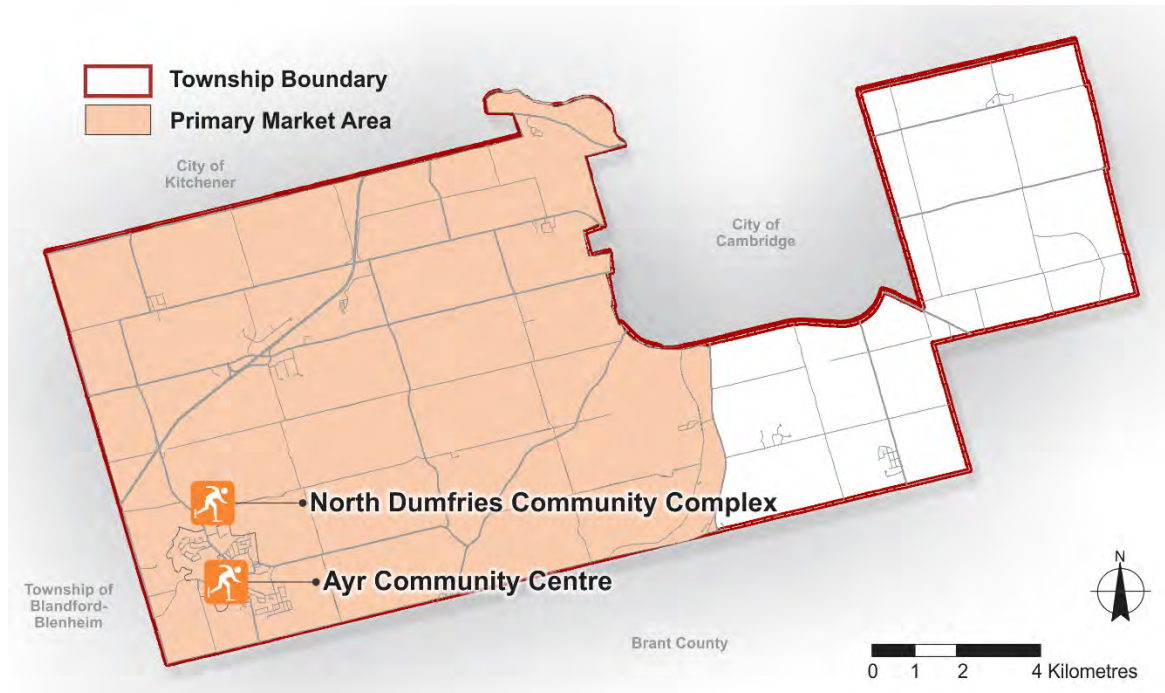 Township Boundary
Primary Market Area
City of
Kitchener
City of
Cambridge
North Dumfries Community Complex
Ayr Community Centre
Township of
Blandford-
Blenheim
Brant County
N
0 1 2 4 Kilometres